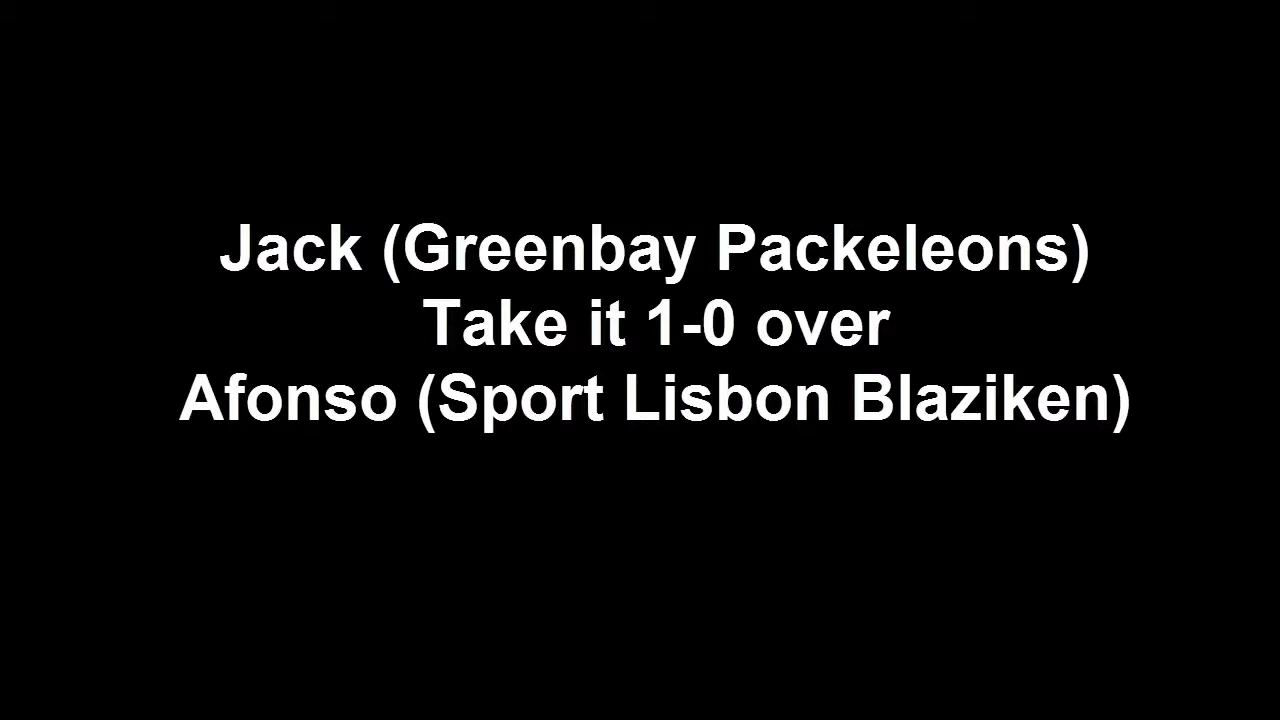 Jack (Greenbay Packeleons)
Take it 1-0 over
Afonso (Sport Lisbon Blaziken)